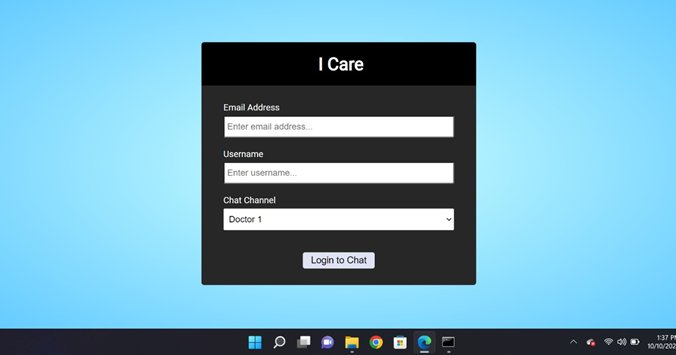 I Care
Email Address
Enter email address...
Username
Enter username...
Chat Channel
Doctor 1
Login to Chat
1:37 PM
10/10/202